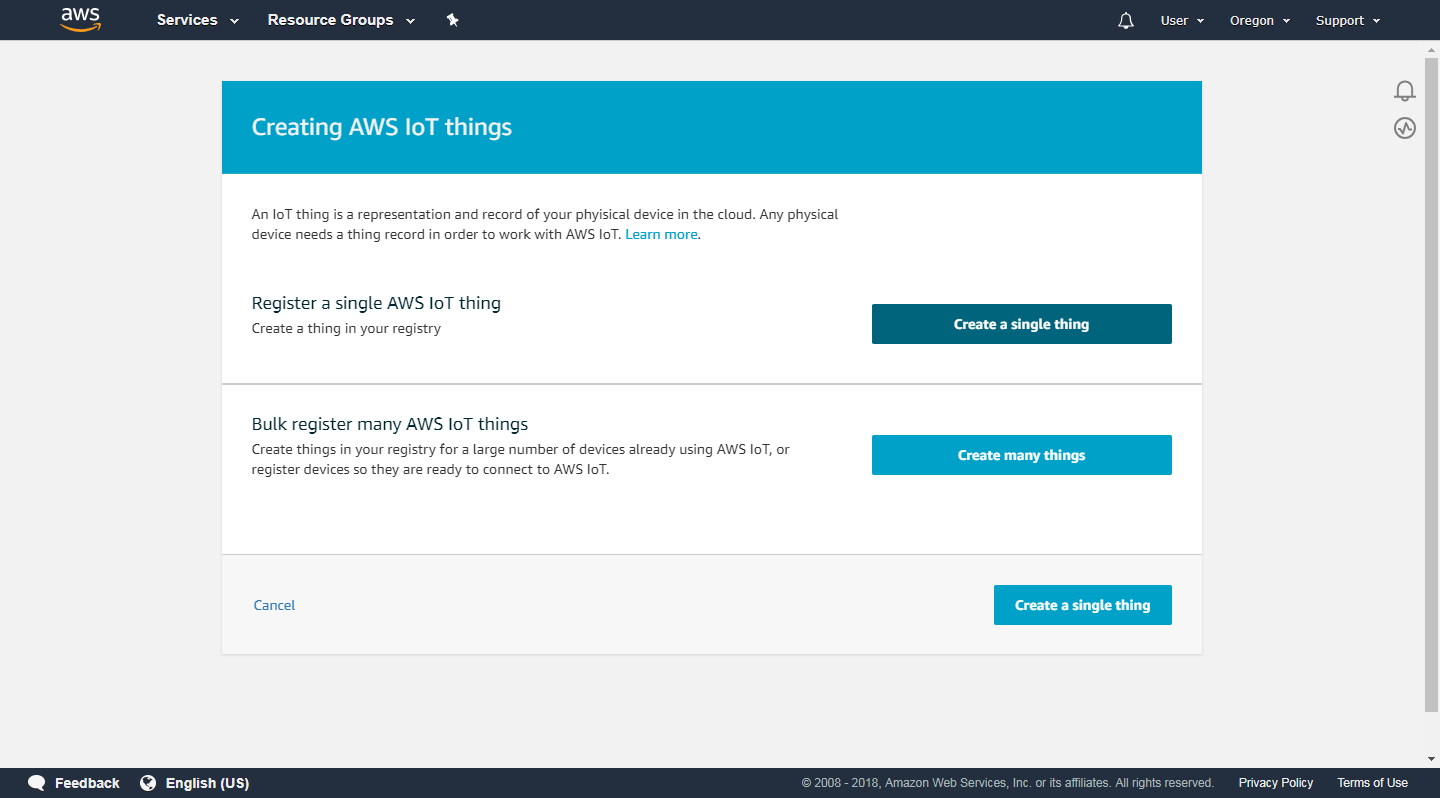 aws Services Resource Groups User Oregon Support
Creating AWS IoT things
An IoT thing is a representation and record of your phyisical device in the cloud. Any physical
device needs a thing record in order to work with AWS IoT. Learn more.
Register a single AWS IoT thing
Create a thing in your registry
Create a single thing
Bulk register many AWS IoT things
Create things in your registry for a large number of devices already using AWS IoT, or
register devices so they are ready to connect to AWS IoT.
Create many things
Cancel
Create a single thing
Feedback English (US) © 2008 - 2018, Amazon Web Services, Inc. or its affiliates. All rights reserved. Privacy Policy Terms of Use